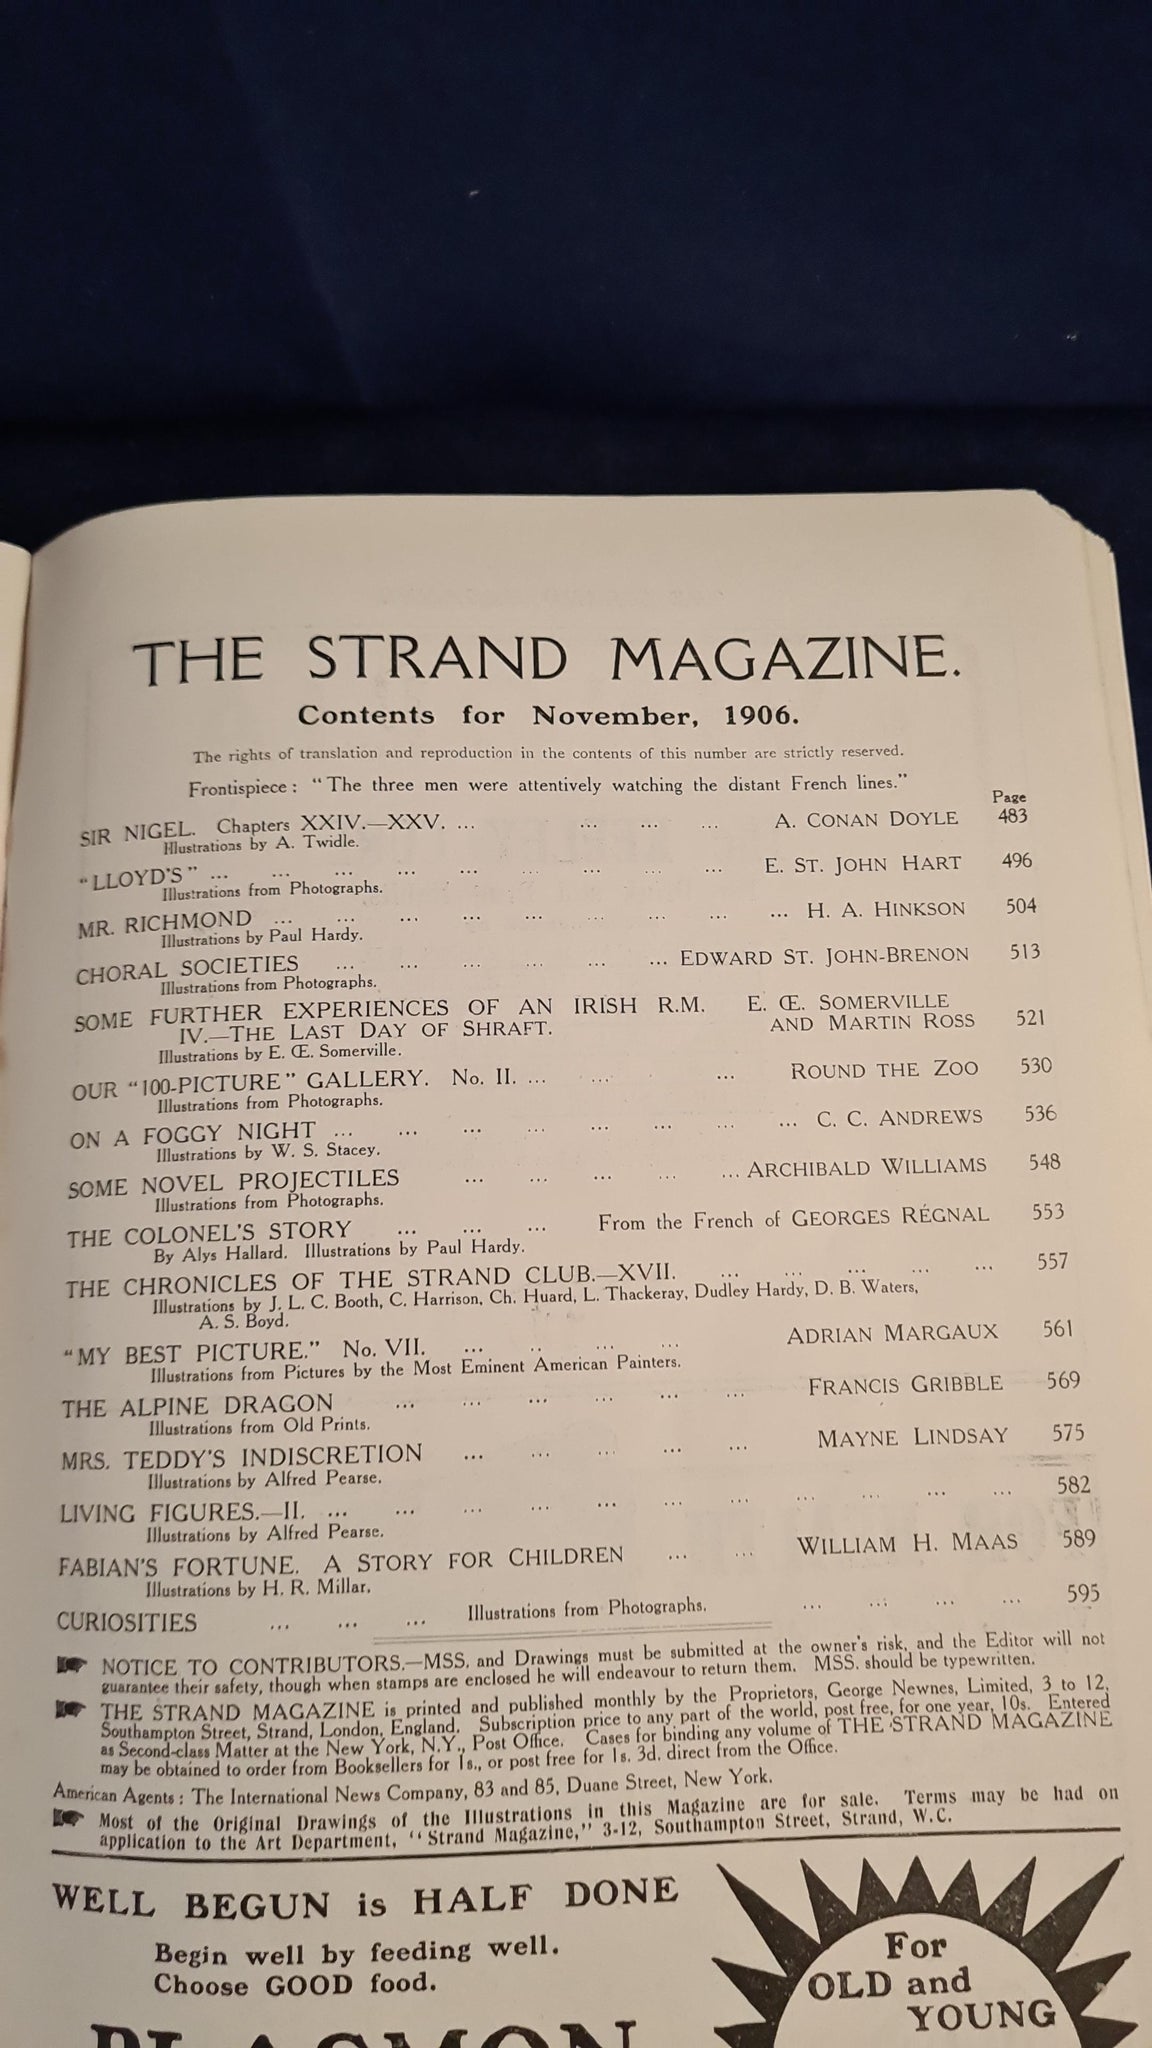 THE STRAND MAGAZINE.
Contents for November, 1906.
The rights of translation and reproduction in the contents of this number are strictly reserved.
Frontispiece: "The three men were attentively watching the distant French lines."
Page
SIR NIGEL. Chapters XXIV.—XXV. ... ... ... ... A. CONAN DOYLE 483
Illustrations by A. Twidle.
"LLOYD'S" ... ... ... ... ... ... ... ... ... E. ST. JOHN HART 496
Illustrations from Photographs.
MR. RICHMOND ... ... ... ... ... ... ... ... ... H. A. HINKSON 504
Illustrations by Paul Hardy.
CHORAL SOCIETIES ... ... ... ... ... ... EDWARD ST. JOHN-BRENON 513
Illustrations from Photographs.
SOME FURTHER EXPERIENCES OF AN IRISH R.M. E. Œ. SOMERVILLE
IV.—THE LAST DAY OF SHRAFT. AND MARTIN ROSS 521
Illustrations by E. Œ. Somerville.
OUR "100-PICTURE" GALLERY. No. II. ... ... ... ROUND THE ZOO 530
Illustrations from Photographs.
ON A FOGGY NIGHT ... ... ... ... ... ... ... ... C. C. ANDREWS 536
Illustrations by W. S. Stacey.
SOME NOVEL PROJECTILES ... ... ... ... ... ARCHIBALD WILLIAMS 548
Illustrations from Photographs.
THE COLONEL'S STORY ... ... ... From the French of GEORGES RÉGNAL 553
By Alys Hallard. Illustrations by Paul Hardy.
THE CHRONICLES OF THE STRAND CLUB.—XVII. ... ... ... ... ... 557
Illustrations by J. L. C. Booth, C. Harrison, Ch. Huard, L. Thackeray, Dudley Hardy, D. B. Waters,
A. S. Boyd.
"MY BEST PICTURE." No. VII. ... .. ... ... ADRIAN MARGAUX 561
Illustrations from Pictures by the Most Eminent American Painters.
THE ALPINE DRAGON ... ... ... ... ... ... FRANCIS GRIBBLE 569
Illustrations from Old Prints.
MRS. TEDDY'S INDISCRETION ... ... ... ... ... MAYNE LINDSAY 575
Illustrations by Alfred Pearse.
LIVING FIGURES.—II. ... ... ... ... ... ... ... ... ... ... ... 582
Illustrations by Alfred Pearse.
FABIAN'S FORTUNE. A STORY FOR CHILDREN ... ... WILLIAM H. MAAS 589
Illustrations by H. R. Millar.
CURIOSITIES ... ... ... Illustrations from Photographs. ... ... ... ... 595
NOTICE TO CONTRIBUTORS.—MSS. and Drawings must be submitted at the owner's risk, and the Editor will not
guarantee their safety, though when stamps are enclosed he will endeavour to return them. MSS. should be typewritten.
THE STRAND MAGAZINE is printed and published monthly by the Proprietors, George Newnes, Limited, 3 to 12,
Southampton Street, Strand, London, England. Subscription price to any part of the world, post free, for one year, 10s. Entered
as Second-class Matter at the New York, N.Y., Post Office. Cases for binding any volume of THE STRAND MAGAZINE
may be obtained to order from Booksellers for 1s., or post free for 1s. 3d. direct from the Office.
American Agents: The International News Company, 83 and 85, Duane Street, New York.
Most of the Original Drawings of the Illustrations in this Magazine are for sale. Terms may be had on
application to the Art Department, "Strand Magazine," 3-12, Southampton Street, Strand, W.C.
WELL BEGUN is HALF DONE
Begin well by feeding well.
Choose GOOD food.
PLASMON
For
OLD and
YOUNG